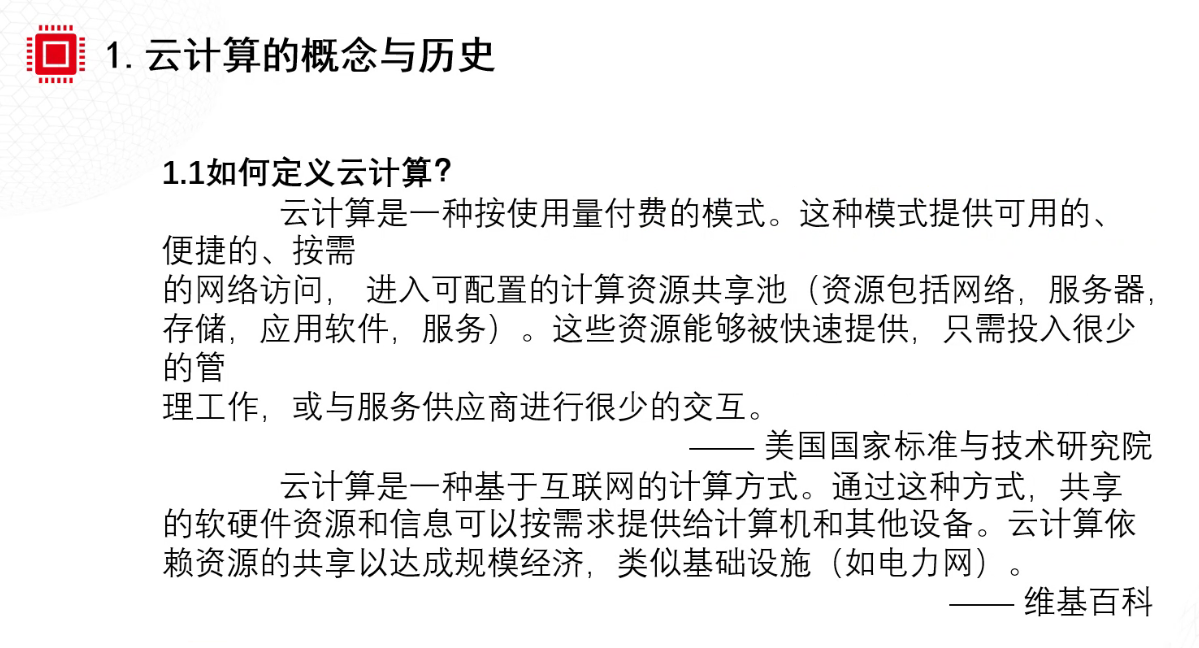 1. 云计算的概念与历史
1.1如何定义云计算？
云计算是一种按使用量付费的模式。这种模式提供可用的、
便捷的、按需
的网络访问， 进入可配置的计算资源共享池（资源包括网络，服务器，
存储，应用软件，服务）。这些资源能够被快速提供，只需投入很少
的管
理工作，或与服务供应商进行很少的交互。
—— 美国国家标准与技术研究院
云计算是一种基于互联网的计算方式。通过这种方式，共享
的软硬件资源和信息可以按需求提供给计算机和其他设备。云计算依
赖资源的共享以达成规模经济，类似基础设施（如电力网）。
—— 维基百科